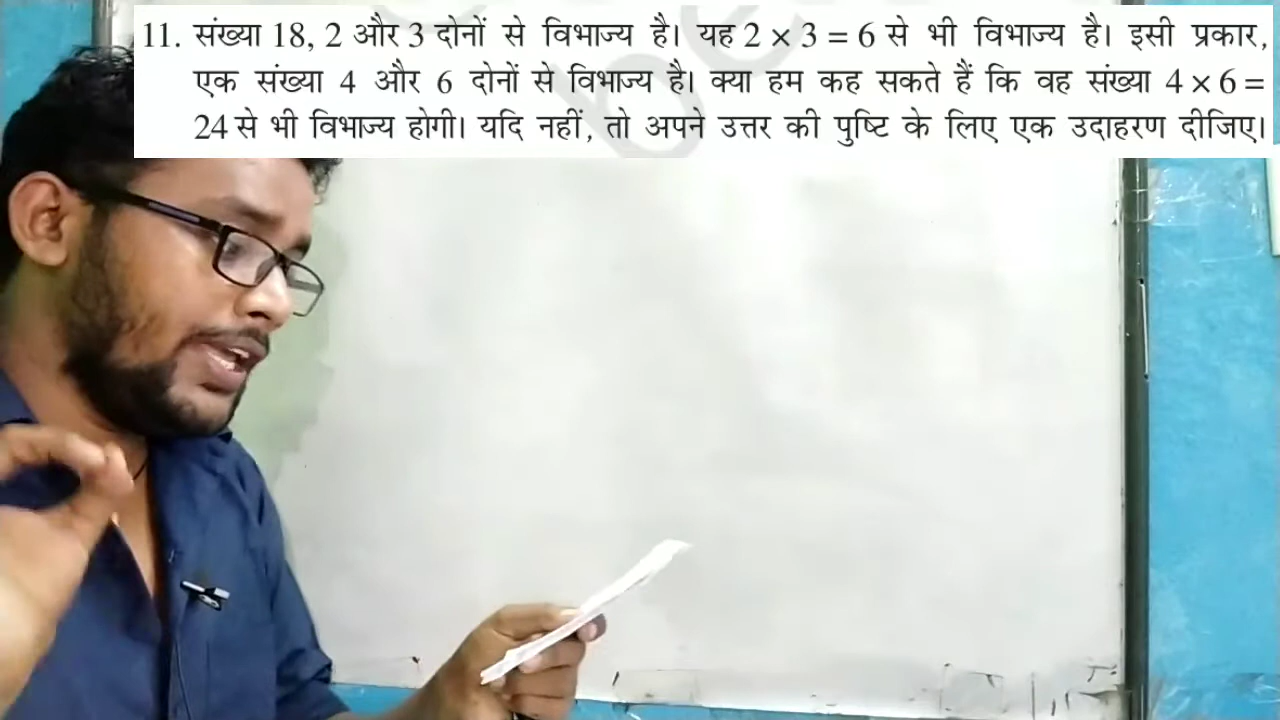 11. संख्या 18, 2 और 3 दोनों से विभाज्य है। यह 2 × 3 = 6 से भी विभाज्य है। इसी प्रकार,
एक संख्या 4 और 6 दोनों से विभाज्य है। क्या हम कह सकते हैं कि वह संख्या 4 × 6 =
24 से भी विभाज्य होगी। यदि नहीं, तो अपने उत्तर की पुष्टि के लिए एक उदाहरण दीजिए।